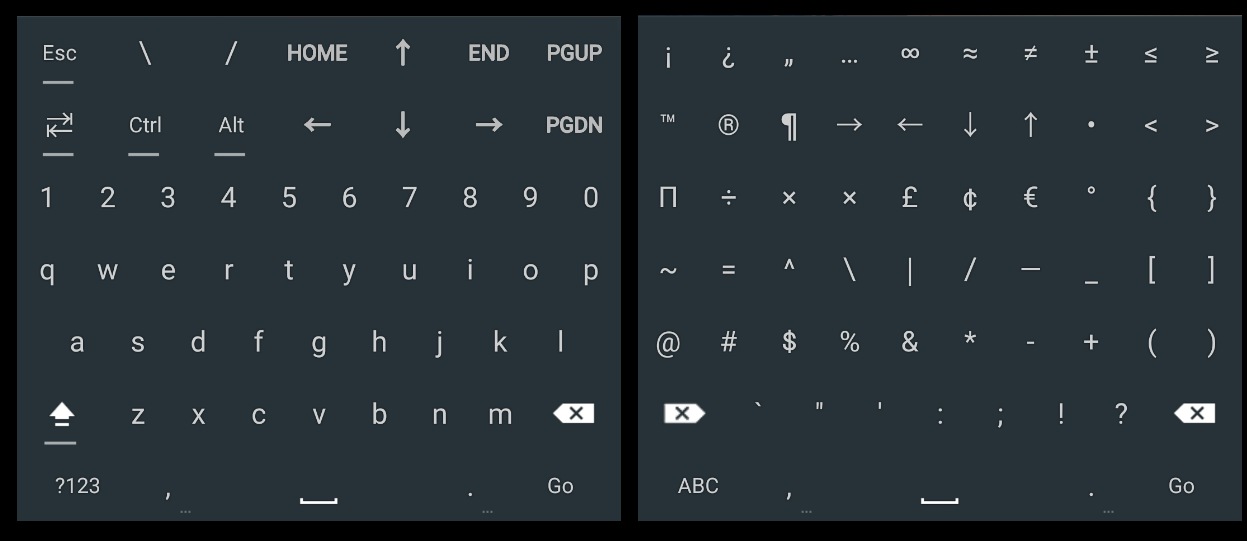 Esc \ / HOME ↑ END PGUP
Ctrl Alt ← ↓ → PGDN
1 2 3 4 5 6 7 8 9 0
q w e r t y u i o p
a s d f g h j k l
z x c v b n m
?123 , . Go
...  ...
¡ ¿ „ … ∞ ≈ ≠ ± ≤ ≥
™ ® ¶ → ← ↓ ↑ • < >
Π ÷ × × £ ¢ € ° { }
~ = ^ \ | / — _ [ ]
@ # $ % & * - + ( )
` " ' : ; ! ?
ABC , . Go
...  ...